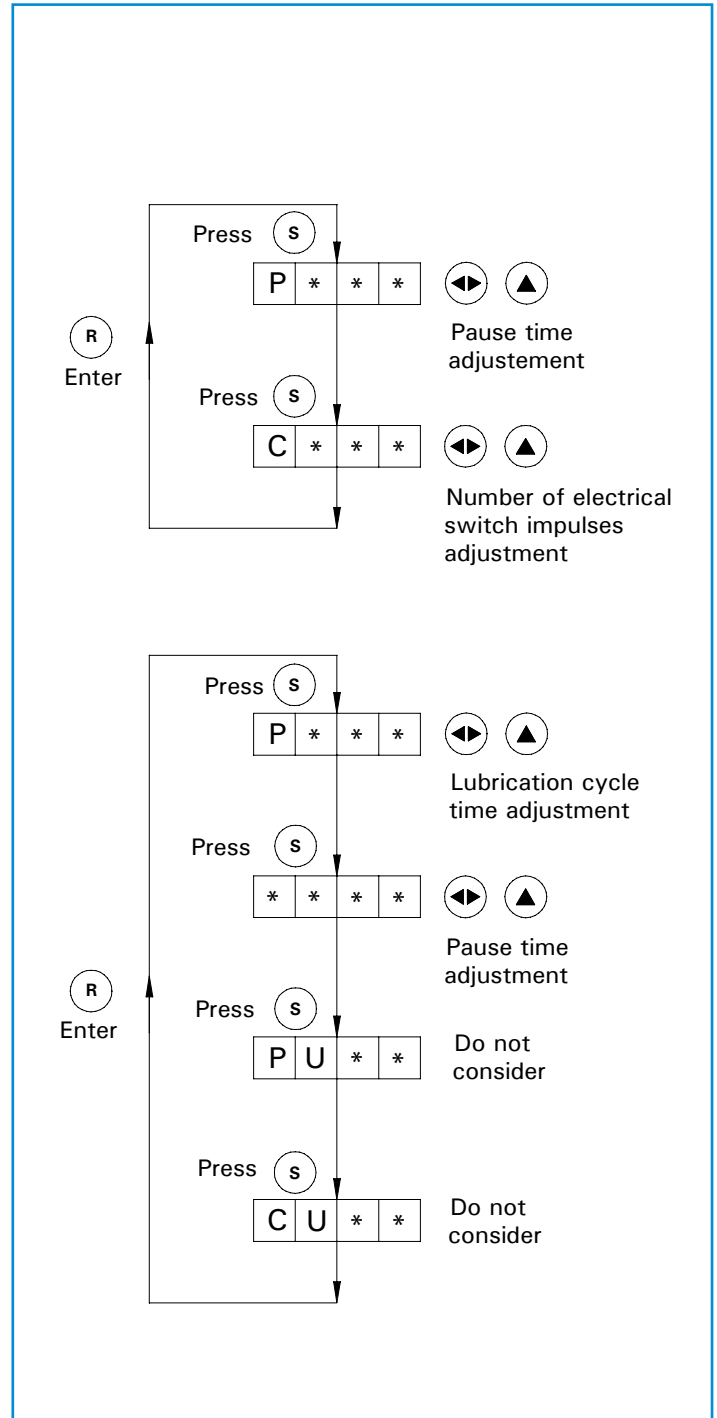 Press S
P * * *
Pause time
adjustement
R
Enter
Press S
C * * *
Number of electrical
switch impulses
adjustment
Press S
P * * *
Lubrication cycle
time adjustment
Press S
* * * *
Pause time
adjustment
R
Enter
Press S
P U * *
Do not
consider
Press S
C U * *
Do not
consider